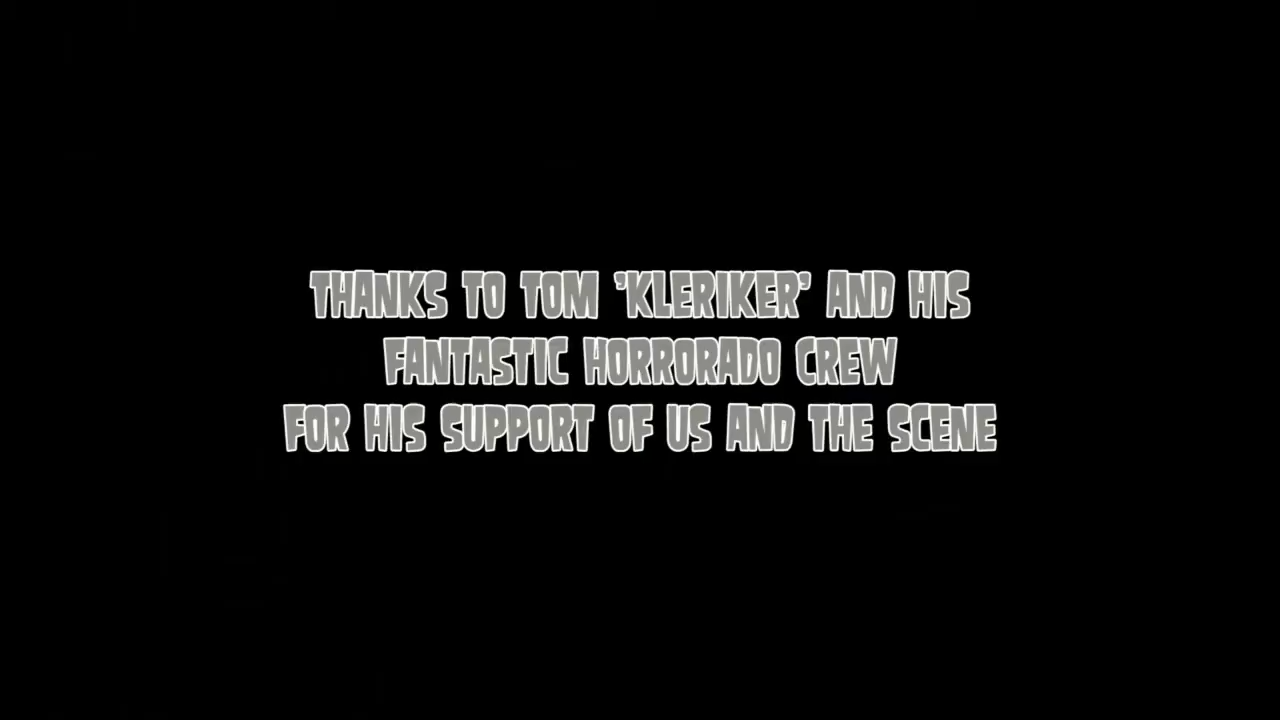 THANKS TO TOM 'KLERIKER' AND HIS
FANTASTIC HORRORADO CREW
FOR HIS SUPPORT OF US AND THE SCENE